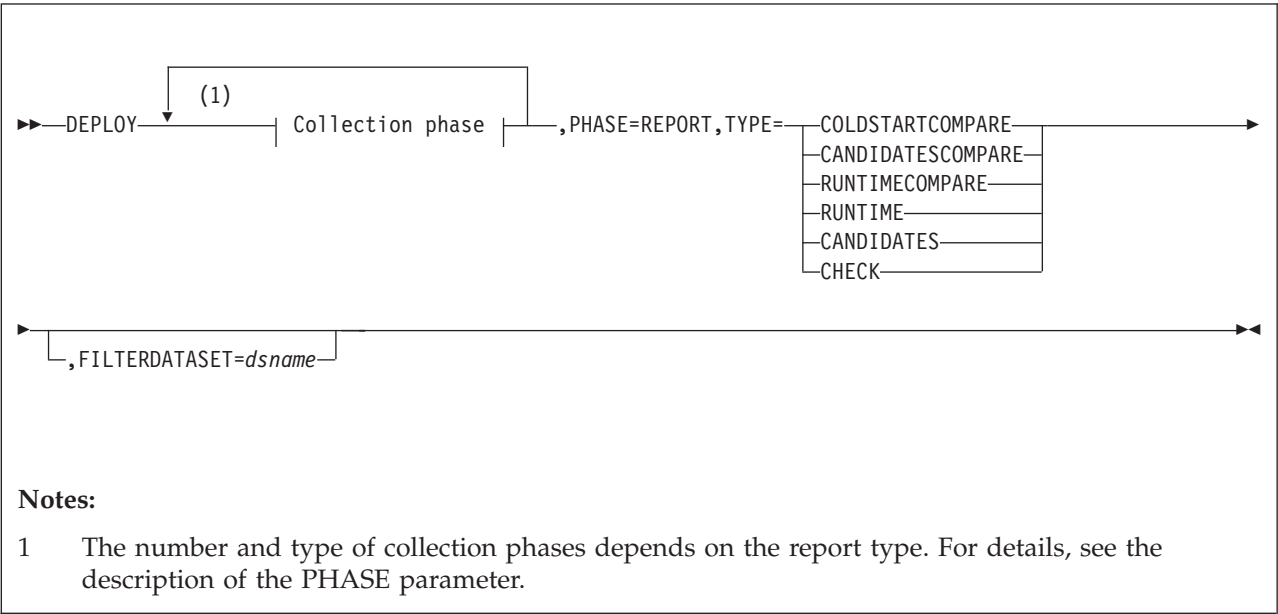 (1)
DEPLOY Collection phase ,PHASE=REPORT,TYPE= COLDSTARTCOMPARE
CANDIDATESCOMPARE
RUNTIMECOMPARE
RUNTIME
CANDIDATES
CHECK
,FILTERDATASET=dsname
Notes:
1 The number and type of collection phases depends on the report type. For details, see the
description of the PHASE parameter.